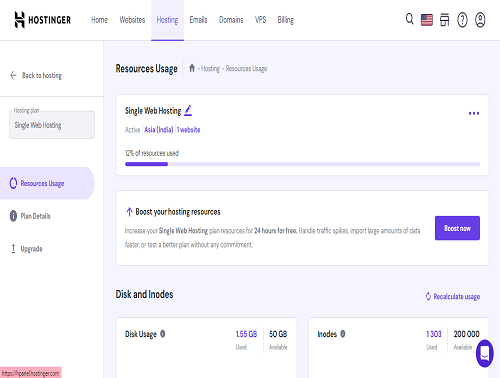 HOSTINGER
Home Websites Hosting Emails Domains VPS Billing
Back to hosting
Hosting plan
Single Web Hosting
Resources Usage
Plan Details
Upgrade
Resources Usage
- Hosting - Resources Usage
Single Web Hosting
Active Asia (India) 1 website
12% of resources used
Boost your hosting resources
Increase your Single Web Hosting plan resources for 24 hours for free. Handle traffic spikes, import large amounts of data
faster, or test a better plan without any commitment.
Boost now
Disk and Inodes
Recalculate usage
Disk Usage 1.55 GB 50 GB
Used Available
Inodes 1 303 200 000
Used Available
https://hpanel.hostinger.com